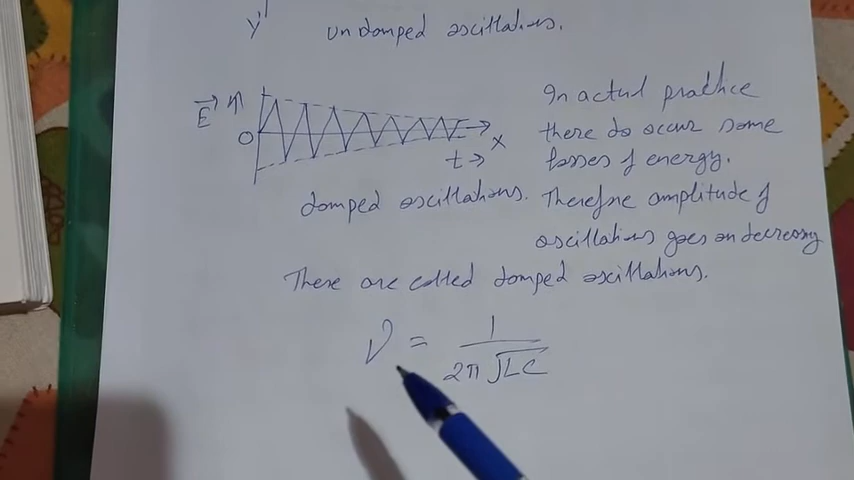 y'
undamped oscillations.
E
O
x
t →
In actual practice
there do occur some
losses of energy.
damped oscillations. Therefore amplitude of
oscillations goes on decreasing
These are called damped oscillations.
ν = 1 / 2π √LC